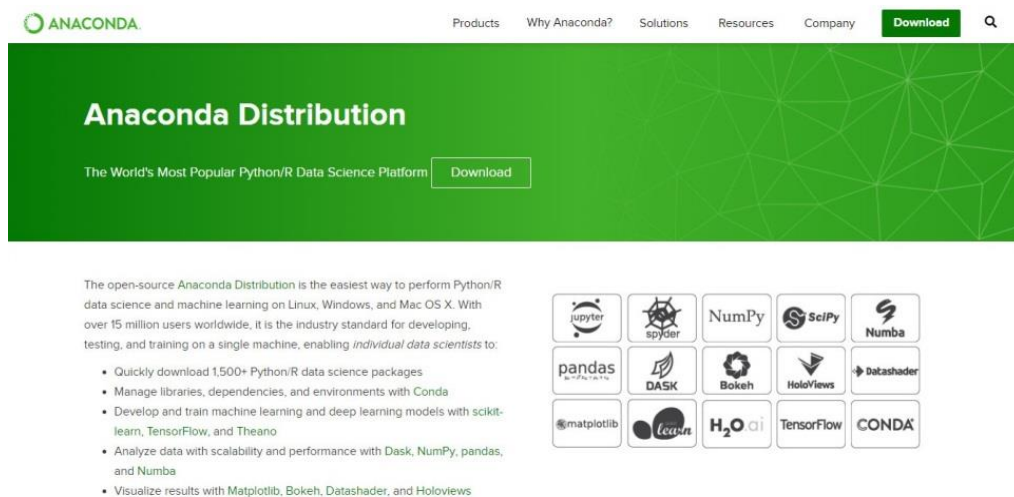 ANACONDA.
Products Why Anaconda? Solutions Resources Company Download
Anaconda Distribution
The World's Most Popular Python/R Data Science Platform Download
The open-source Anaconda Distribution is the easiest way to perform Python/R
data science and machine learning on Linux, Windows, and Mac OS X. With
over 15 million users worldwide, it is the industry standard for developing,
testing, and training on a single machine, enabling individual data scientists to:
• Quickly download 1,500+ Python/R data science packages
• Manage libraries, dependencies, and environments with Conda
• Develop and train machine learning and deep learning models with scikit-
learn, TensorFlow, and Theano
• Analyze data with scalability and performance with Dask, NumPy, pandas,
and Numba
• Visualize results with Matplotlib, Bokeh, Datashader, and Holoviews
jupyter spyder NumPy SciPy Numba
pandas DASK Bokeh HoloViews Datashader
matplotlib learn H2O.ai TensorFlow CONDA